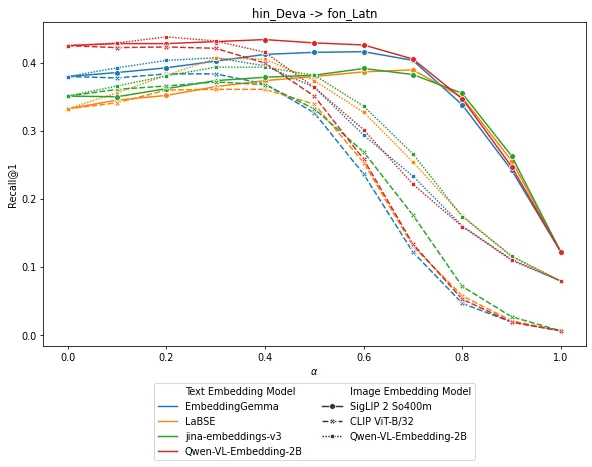 hin_Deva -> fon_Latn
Recall@1
0.4
0.3
0.2
0.1
0.0
0.0 0.2 0.4 0.6 0.8 1.0
α
Text Embedding Model
EmbeddingGemma
LaBSE
jina-embeddings-v3
Qwen-VL-Embedding-2B
Image Embedding Model
SigLIP 2 So400m
CLIP ViT-B/32
Qwen-VL-Embedding-2B